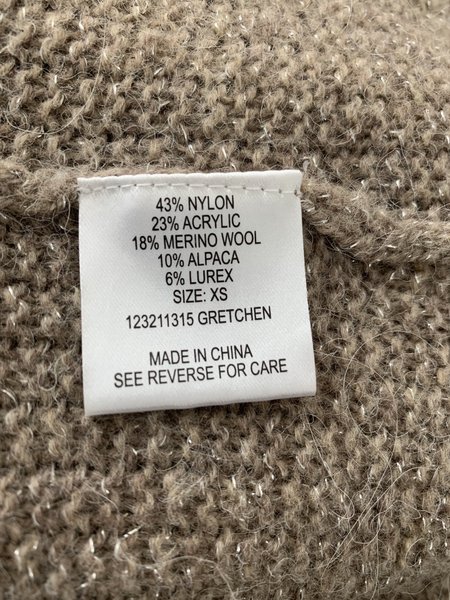 43% NYLON
23% ACRYLIC
18% MERINO WOOL
10% ALPACA
6% LUREX
SIZE: XS
123211315 GRETCHEN
MADE IN CHINA
SEE REVERSE FOR CARE